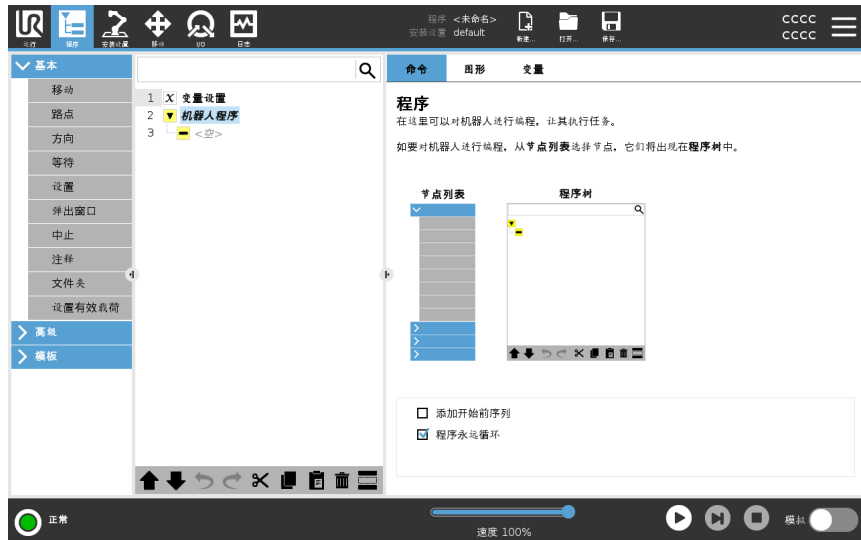 UR
运行
程序
安装设置
移动
I/O
日志
程序 <未命名>
安装设置 default
新建...
打开...
保存...
CCCC
CCCC
基本
移动
路点
方向
等待
设置
弹出窗口
中止
注释
文件夹
设置有效载荷
高级
模板
1 X 变量设置
2 机器人程序
3 <空>
命令 图形 变量
程序
在这里可以对机器人进行编程，让其执行任务。
如要对机器人进行编程，从节点列表选择节点，它们将出现在程序树中。
节点列表
程序树
添加开始前序列
程序永远循环
正常
速度 100%
模拟